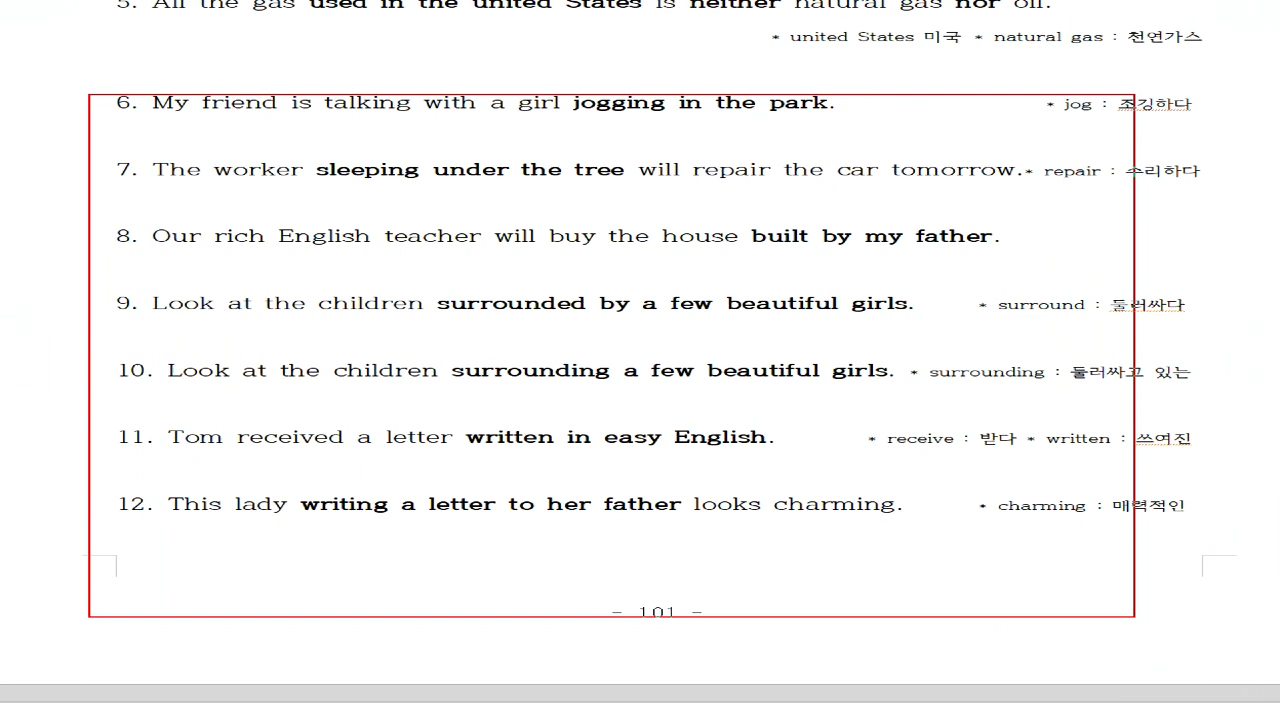 5. All the gas used in the united States is neither natural gas nor oil.
* united States 미국 * natural gas : 천연가스
6. My friend is talking with a girl jogging in the park. * jog : 조깅하다
7. The worker sleeping under the tree will repair the car tomorrow.* repair : 수리하다
8. Our rich English teacher will buy the house built by my father.
9. Look at the children surrounded by a few beautiful girls. * surround : 둘러싸다
10. Look at the children surrounding a few beautiful girls. * surrounding : 둘러싸고 있는
11. Tom received a letter written in easy English. * receive : 받다 * written : 쓰여진
12. This lady writing a letter to her father looks charming. * charming : 매력적인
- 101 -